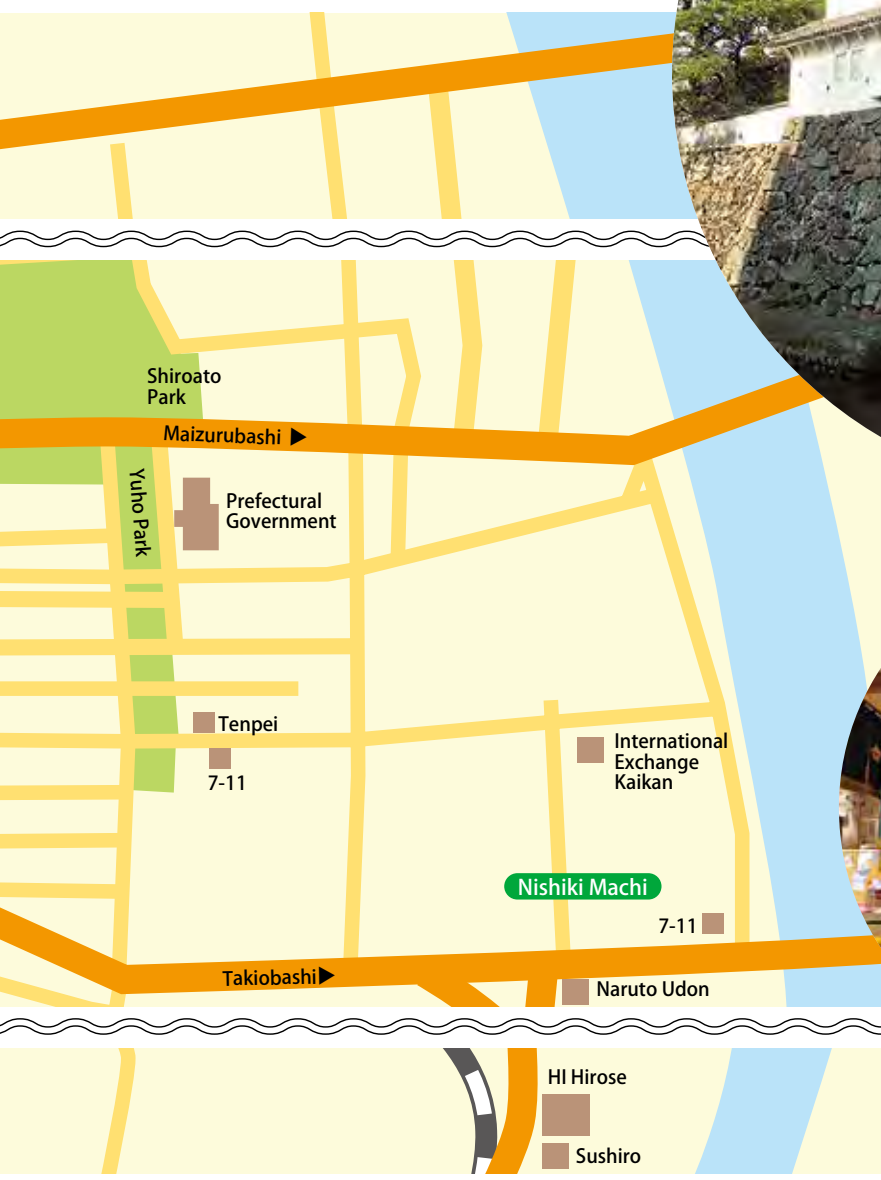 Shiroato
Park
Maizurubashi ▶
Yuho Park
Prefectural
Government
Tenpei
7-11
International
Exchange
Kaikan
Nishiki Machi
7-11
Takiobashi▶
Naruto Udon
HI Hirose
Sushiro